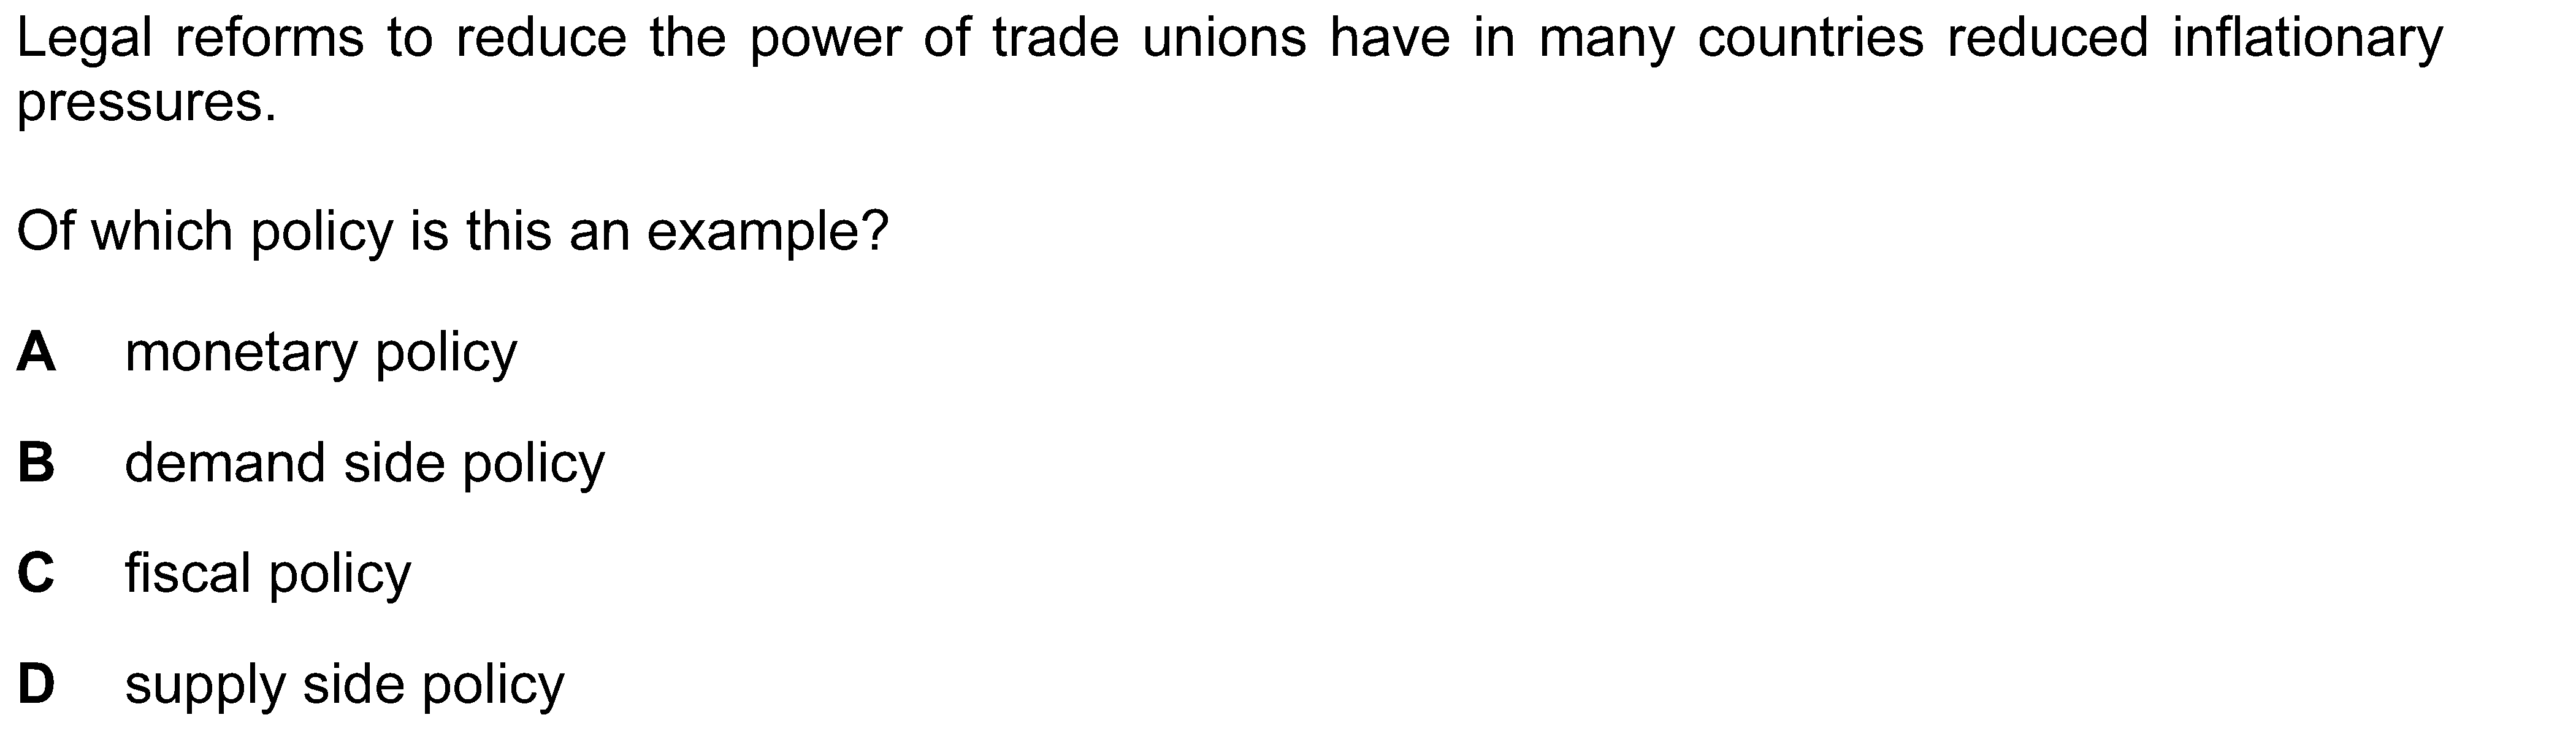 Legal reforms to reduce the power of trade unions have in many countries reduced inflationary
pressures.
Of which policy is this an example?
A monetary policy
B demand side policy
C fiscal policy
D supply side policy